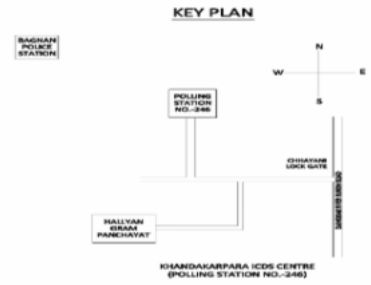 KEY PLAN
BAGNAN
POLICE
STATION
N
W
E
S
POLLING
STATION
NO.-246
CHHAYANI
LOCK GATE
HALLYAN
GRAM
PANCHAYAT
KHANDAKARPARA ICDS CENTRE
(POLLING STATION NO.-246)